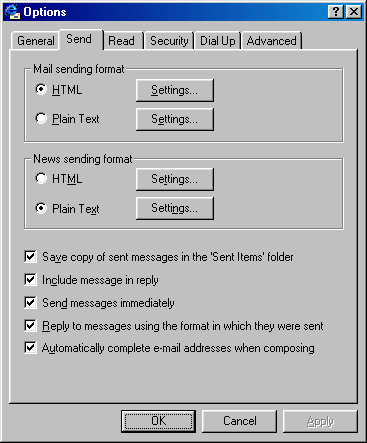 Options
General Send Read Security Dial Up Advanced
Mail sending format
HTML Settings...
Plain Text Settings...
News sending format
HTML Settings...
Plain Text Settings...
Save copy of sent messages in the 'Sent Items' folder
Include message in reply
Send messages immediately
Reply to messages using the format in which they were sent
Automatically complete e-mail addresses when composing
OK Cancel Apply